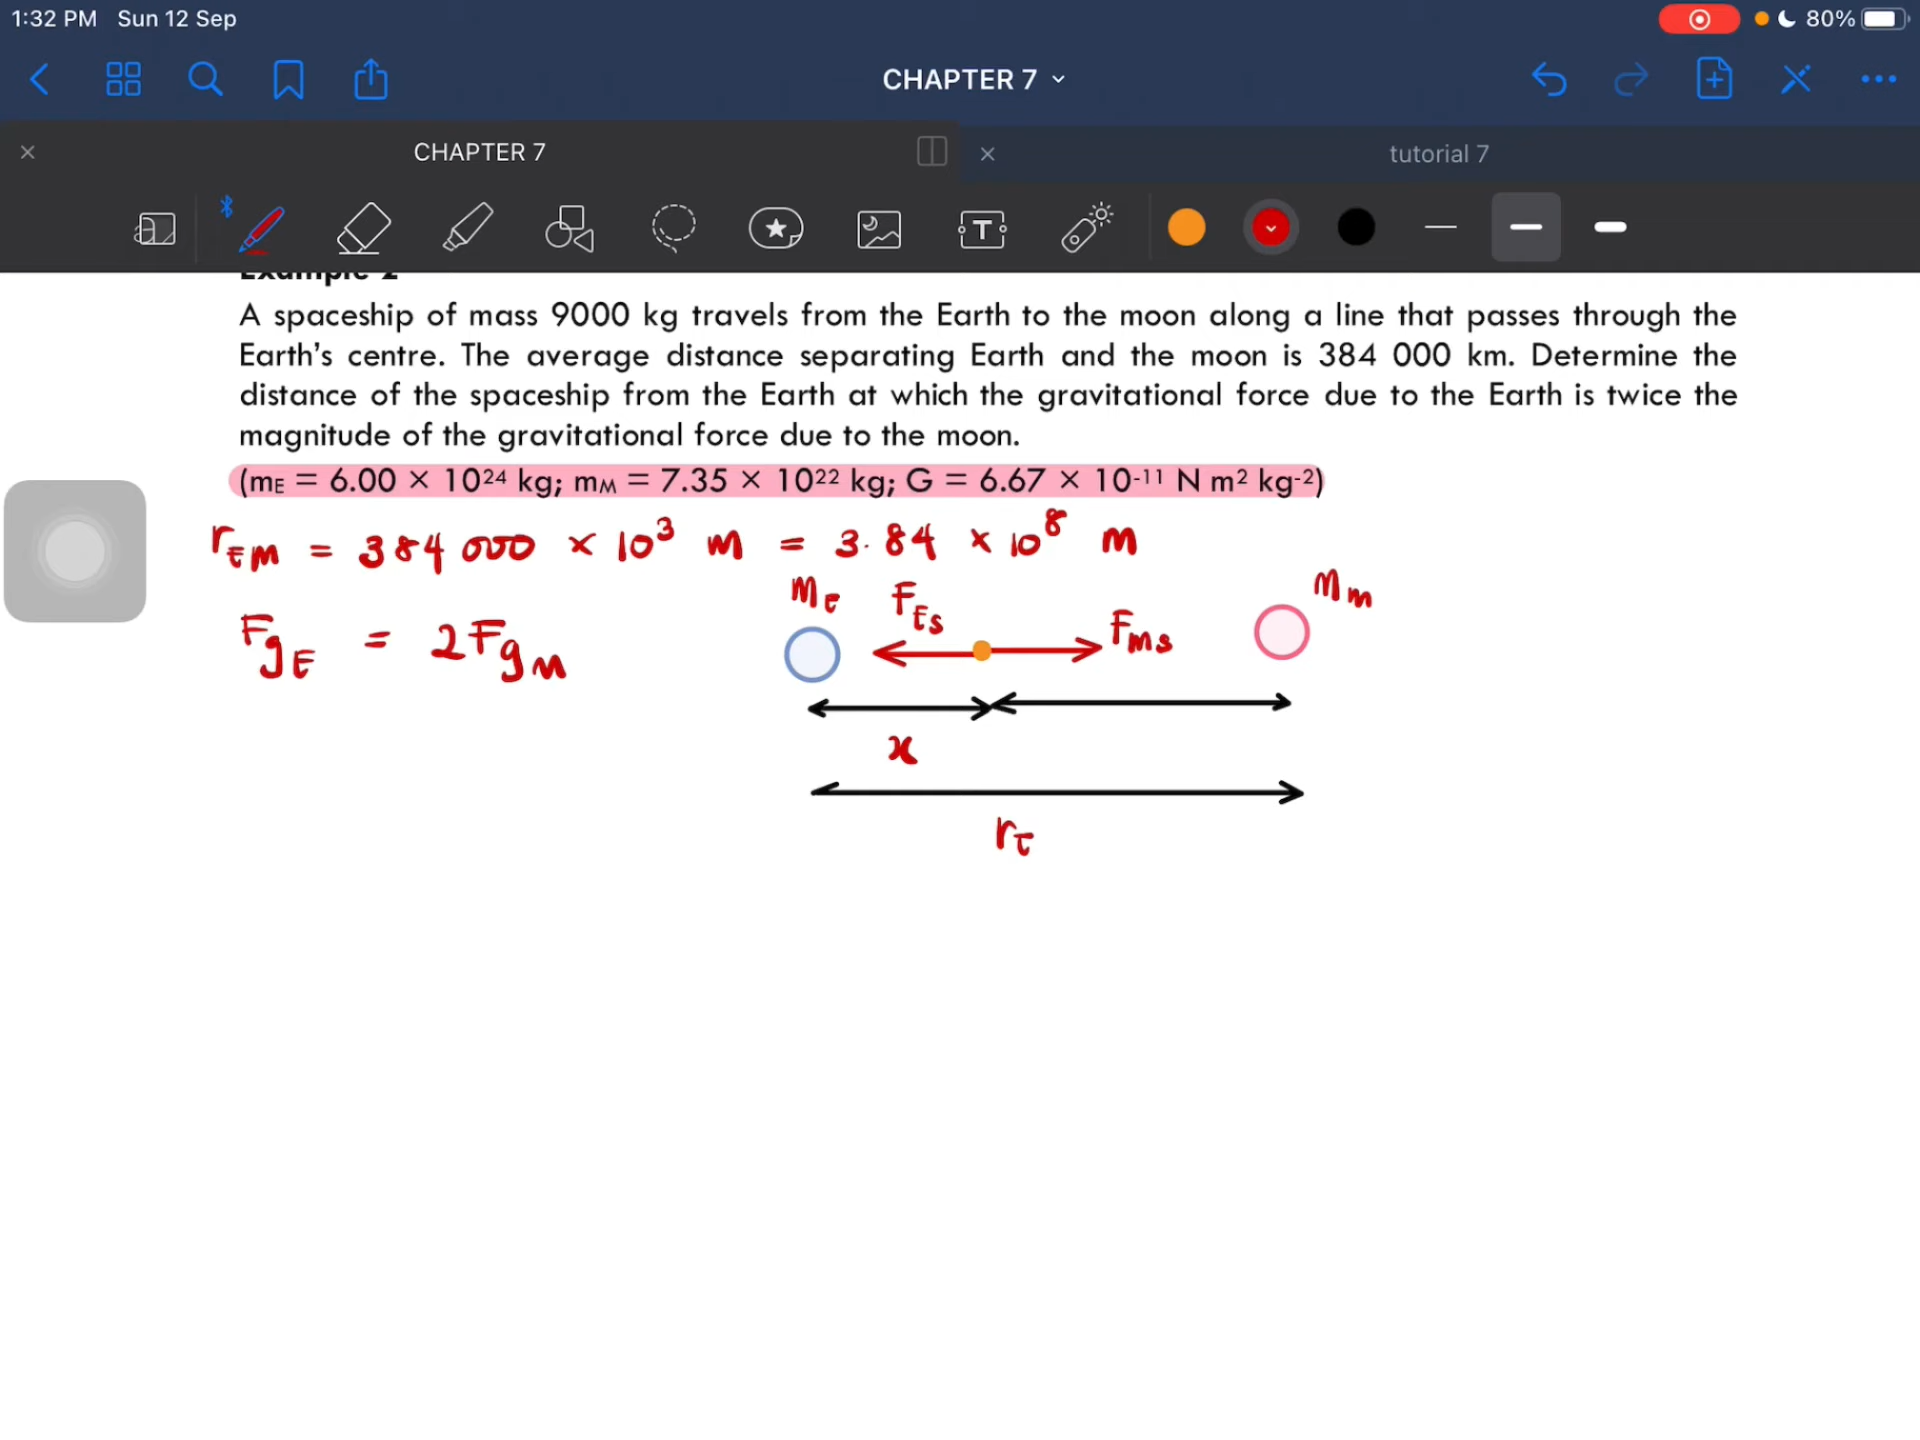 1:32 PM Sun 12 Sep 80%
CHAPTER 7
CHAPTER 7 tutorial 7
T
Example 2
A spaceship of mass 9000 kg travels from the Earth to the moon along a line that passes through the
Earth's centre. The average distance separating Earth and the moon is 384 000 km. Determine the
distance of the spaceship from the Earth at which the gravitational force due to the Earth is twice the
magnitude of the gravitational force due to the moon.
(mE = 6.00 × 10²⁴ kg; mM = 7.35 × 10²² kg; G = 6.67 × 10⁻¹¹ N m² kg⁻²)
rEM = 384 000 × 10³ m = 3.84 × 10⁸ m
ME FES Mm
FgE = 2Fgm Fms
x
rt